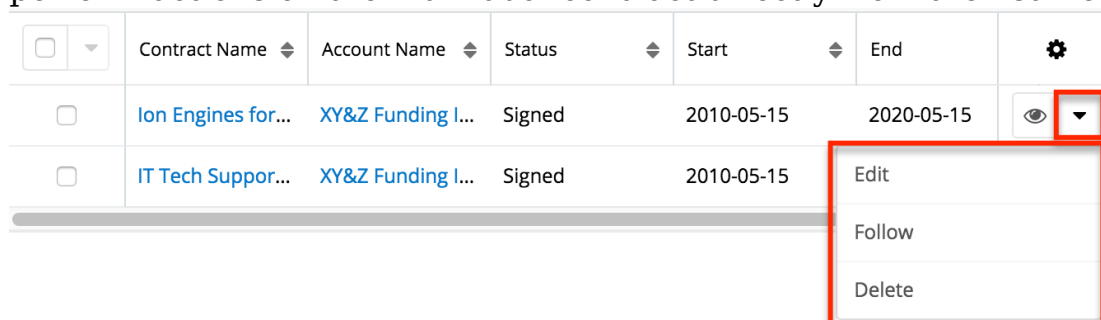 Contract Name Account Name Status Start End
Ion Engines for... XY&Z Funding I... Signed 2010-05-15 2020-05-15
IT Tech Suppor... XY&Z Funding I... Signed 2010-05-15
Edit
Follow
Delete